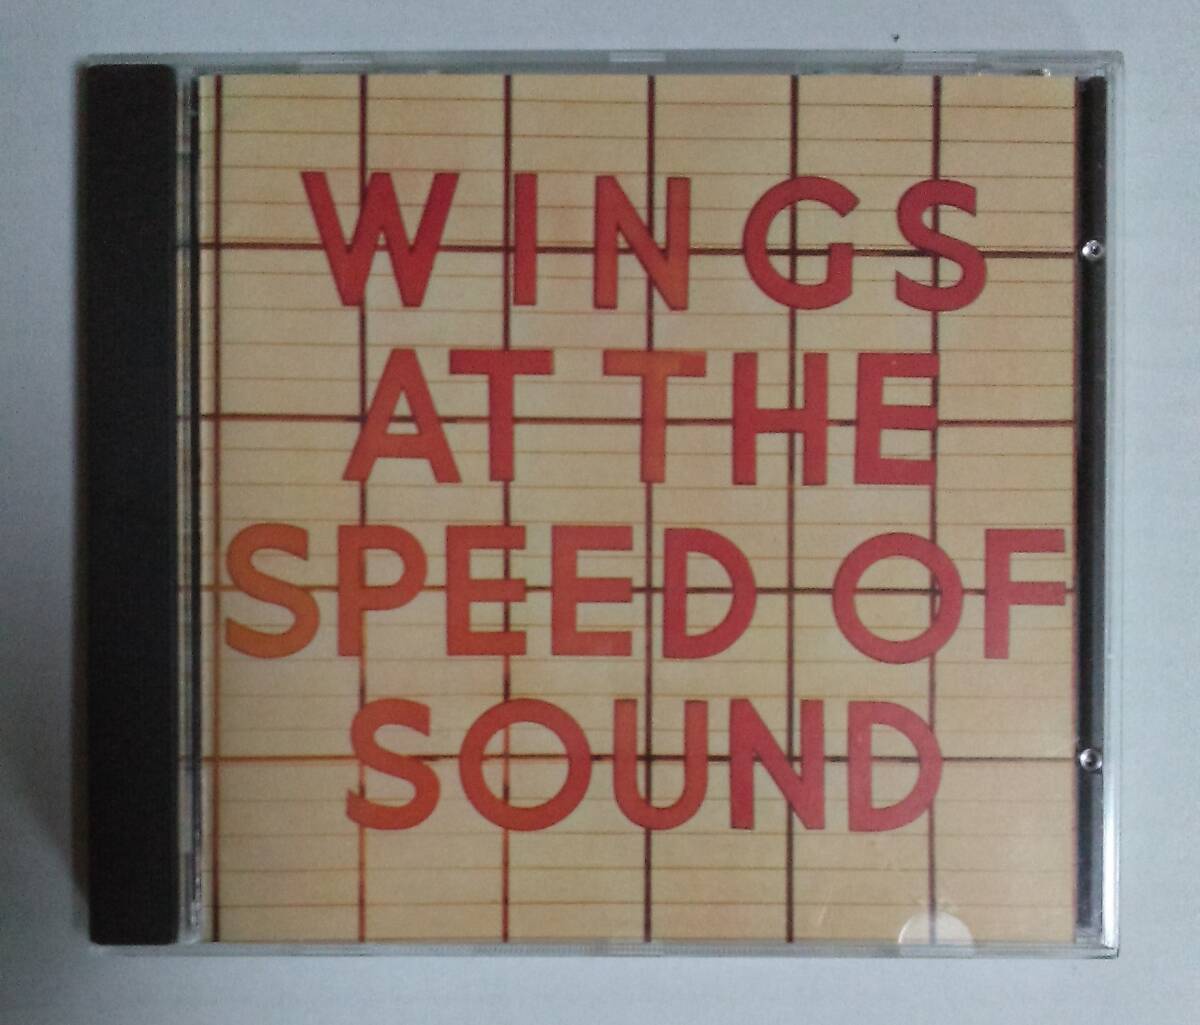 WINGS
AT THE
SPEED OF
SOUND